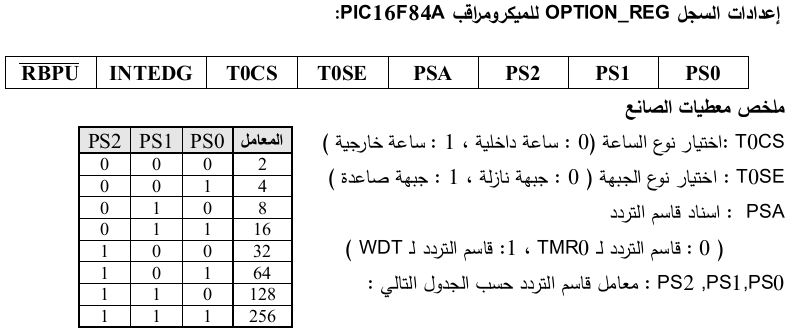 إعدادات السجل OPTION_REG للميكرومراقب PIC16F84A:
RBPU INTEDG T0CS T0SE PSA PS2 PS1 PS0
ملخص معطيات الصانع
T0CS :اختيار نوع الساعة (0 : ساعة داخلية ، 1 : ساعة خارجية )
T0SE : اختيار نوع الجبهة ( 0 : جبهة نازلة ، 1 : جبهة صاعدة )
PSA : اسناد قاسم التردد
( 0 : قاسم التردد لـ TMR0 ، 1: قاسم التردد لـ WDT )
PS2 ,PS1,PS0 : معامل قاسم التردد حسب الجدول التالي :
PS2 PS1 PS0 المعامل
0 0 0 2
0 0 1 4
0 1 0 8
0 1 1 16
1 0 0 32
1 0 1 64
1 1 0 128
1 1 1 256